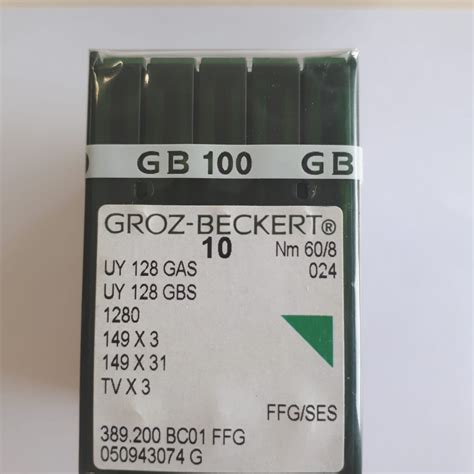 GB 100 GB
GROZ-BECKERT®
10 Nm 60/8
UY 128 GAS 024
UY 128 GBS
1280
149 X 3
149 X 31
TV X 3
FFG/SES
389.200 BC01 FFG
050943074 G